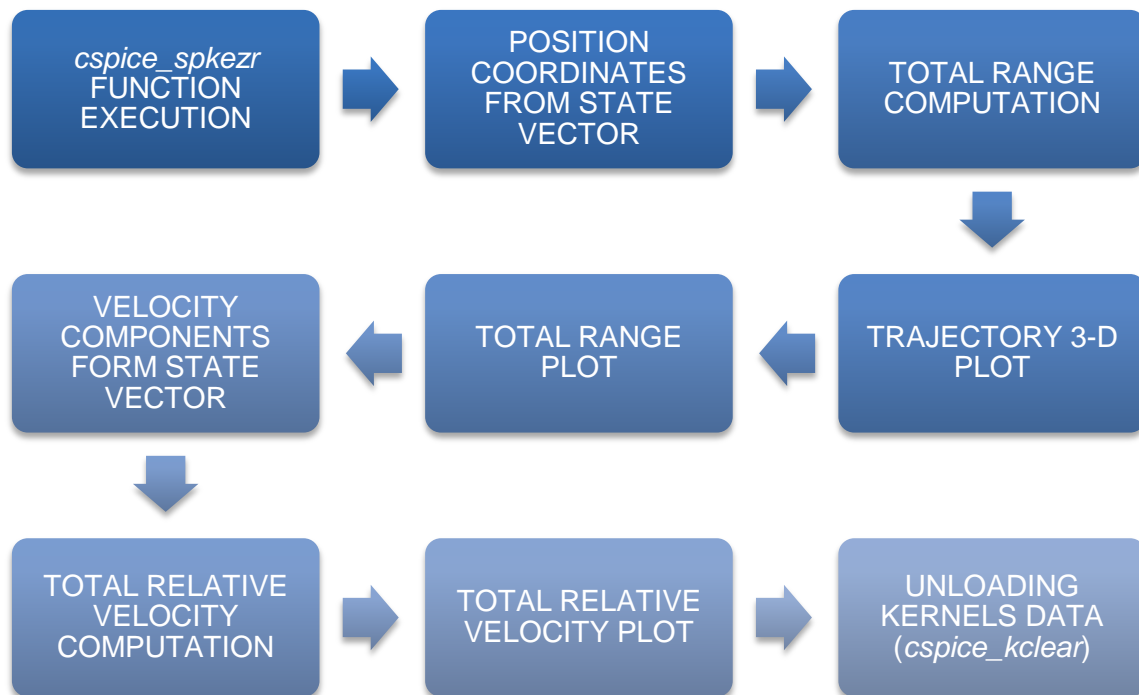 cspice_spkezr
FUNCTION
EXECUTION
POSITION
COORDINATES
FROM STATE
VECTOR
TOTAL RANGE
COMPUTATION
TRAJECTORY 3-D
PLOT
TOTAL RANGE
PLOT
VELOCITY
COMPONENTS
FORM STATE
VECTOR
TOTAL RELATIVE
VELOCITY
COMPUTATION
TOTAL RELATIVE
VELOCITY PLOT
UNLOADING
KERNELS DATA
(cspice_kclear)